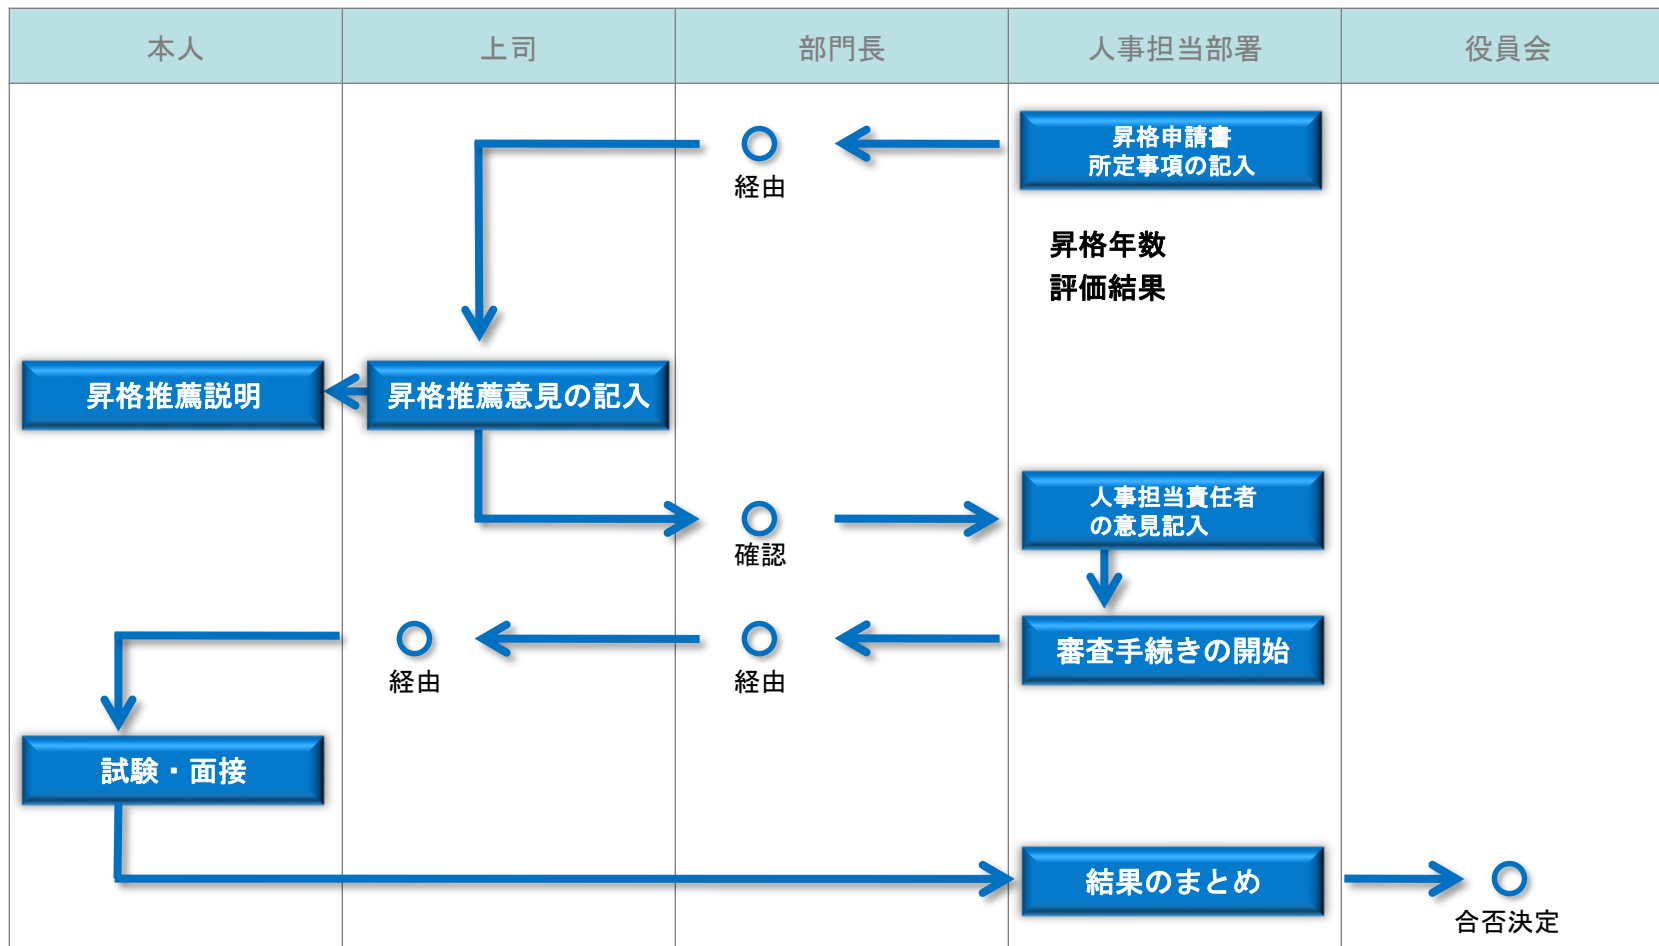 本人
上司
部門長
人事担当部署
役員会
昇格申請書
所定事項の記入
経由
昇格年数
評価結果
昇格推薦説明
昇格推薦意見の記入
人事担当責任者
の意見記入
確認
審査手続きの開始
経由
経由
試験・面接
結果のまとめ
合否決定